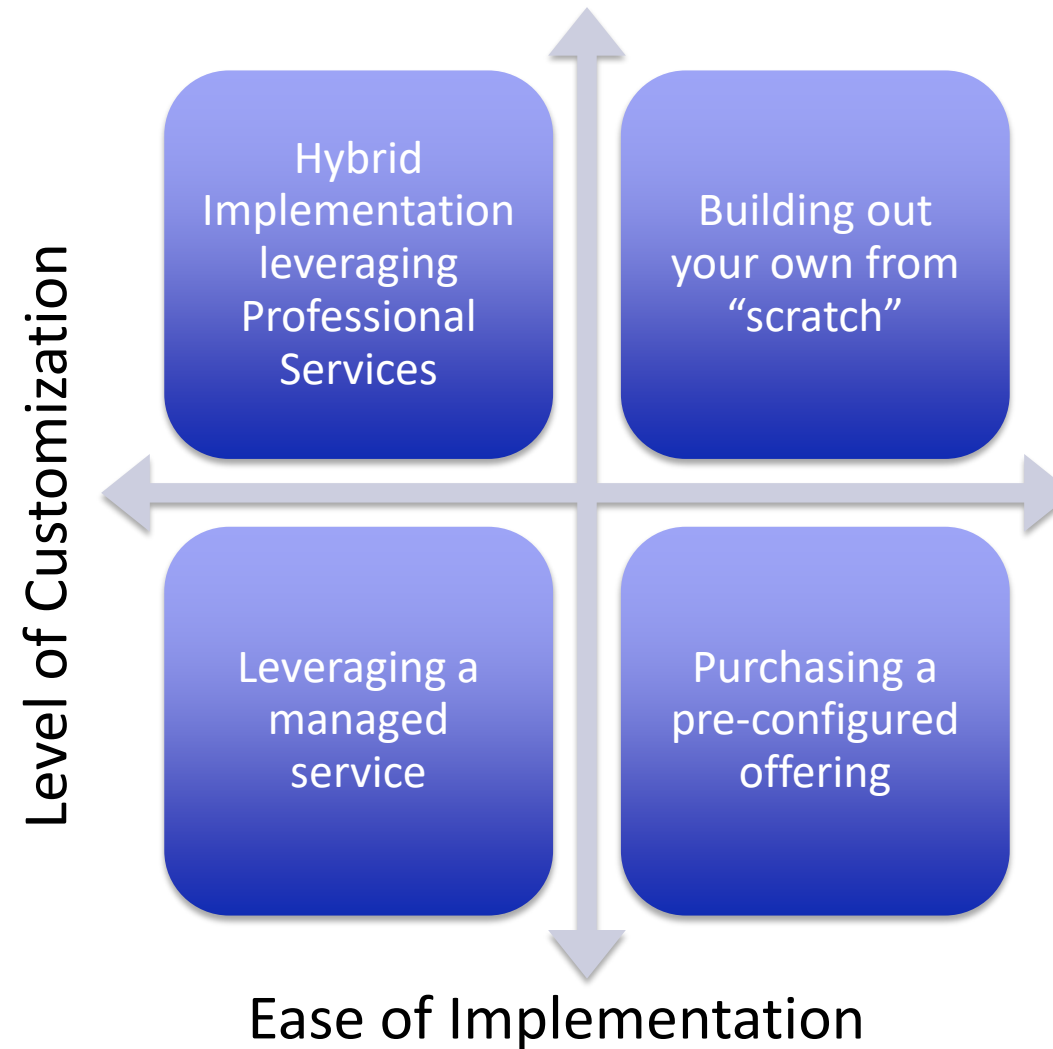 Level of Customization
Hybrid
Implementation
leveraging
Professional
Services
Building out
your own from
“scratch”
Leveraging a
managed
service
Purchasing a
pre-configured
offering
Ease of Implementation